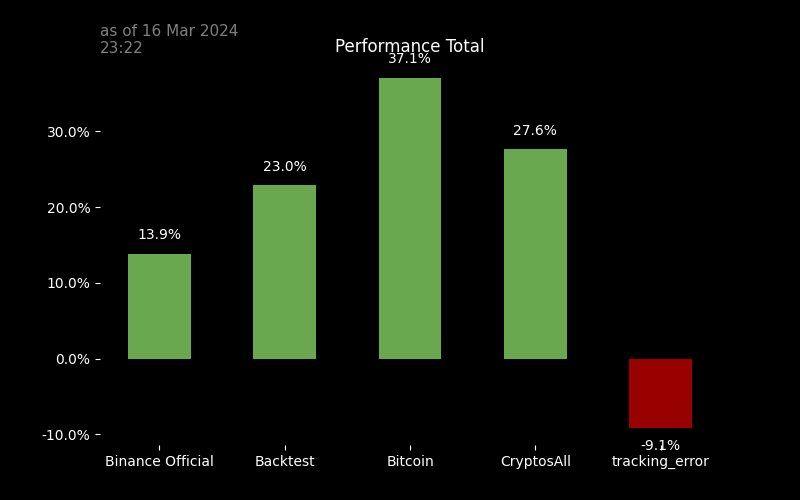 as of 16 Mar 2024
23:22
Performance Total
37.1%
27.6%
23.0%
13.9%
-9.1%
30.0%
20.0%
10.0%
0.0%
-10.0%
Binance Official
Backtest
Bitcoin
CryptosAll
tracking_error